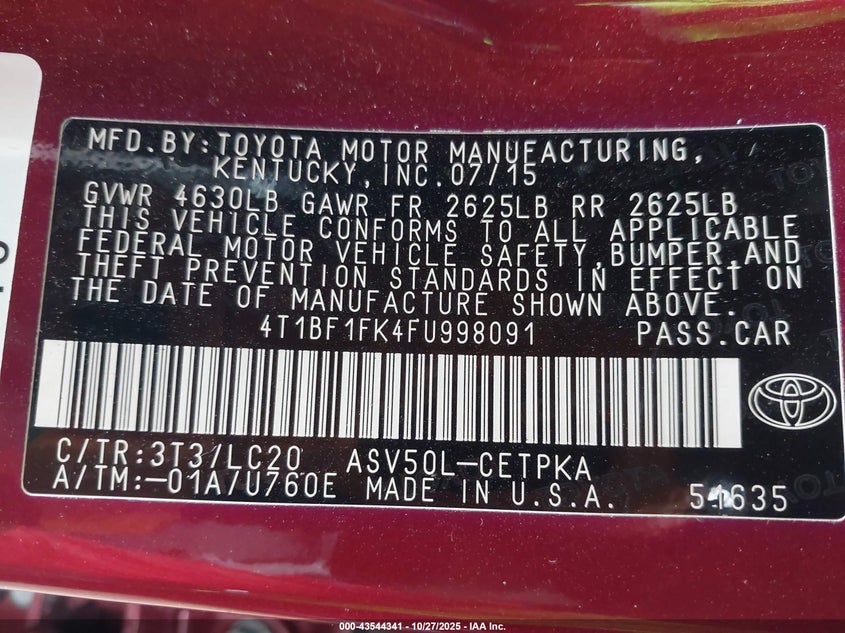 MFD.BY:TOYOTA MOTOR MANUFACTURING,
KENTUCKY,INC.07/15
GVWR 4630LB GAWR FR 2625LB RR 2625LB
THIS VEHICLE CONFORMS TO ALL APPLICABLE
FEDERAL MOTOR VEHICLE SAFETY,BUMPER,AND
THEFT PREVENTION STANDARDS IN EFFECT ON
THE DATE OF MANUFACTURE SHOWN ABOVE.
4T1BF1FK4FU998091 PASS.CAR
C/TR:3T3/LC20 ASV50L-CETPKA
A/TM:-01A/U760E MADE IN U.S.A.
000-43544341 - 10/27/2025 - IAA Inc.